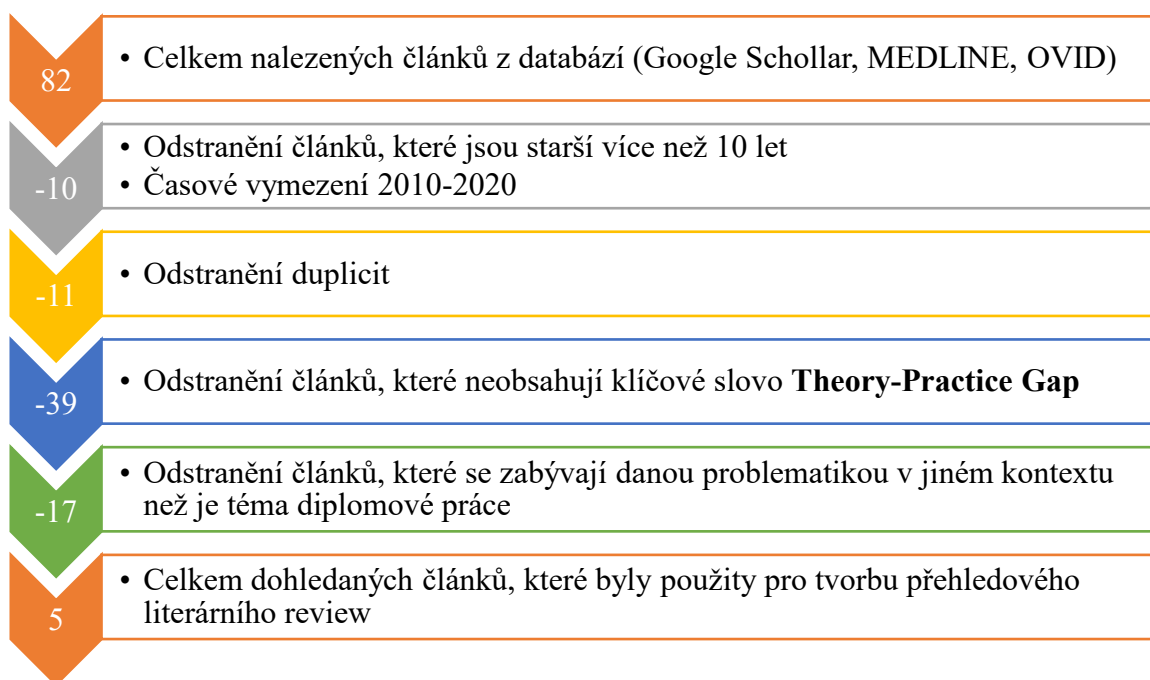 82
• Celkem nalezených článků z databází (Google Schollar, MEDLINE, OVID)
-10
• Odstranění článků, které jsou starší více než 10 let
• Časové vymezení 2010-2020
-11
• Odstranění duplicit
-39
• Odstranění článků, které neobsahují klíčové slovo Theory-Practice Gap
-17
• Odstranění článků, které se zabývají danou problematikou v jiném kontextu
než je téma diplomové práce
5
• Celkem dohledaných článků, které byly použity pro tvorbu přehledového
literárního review